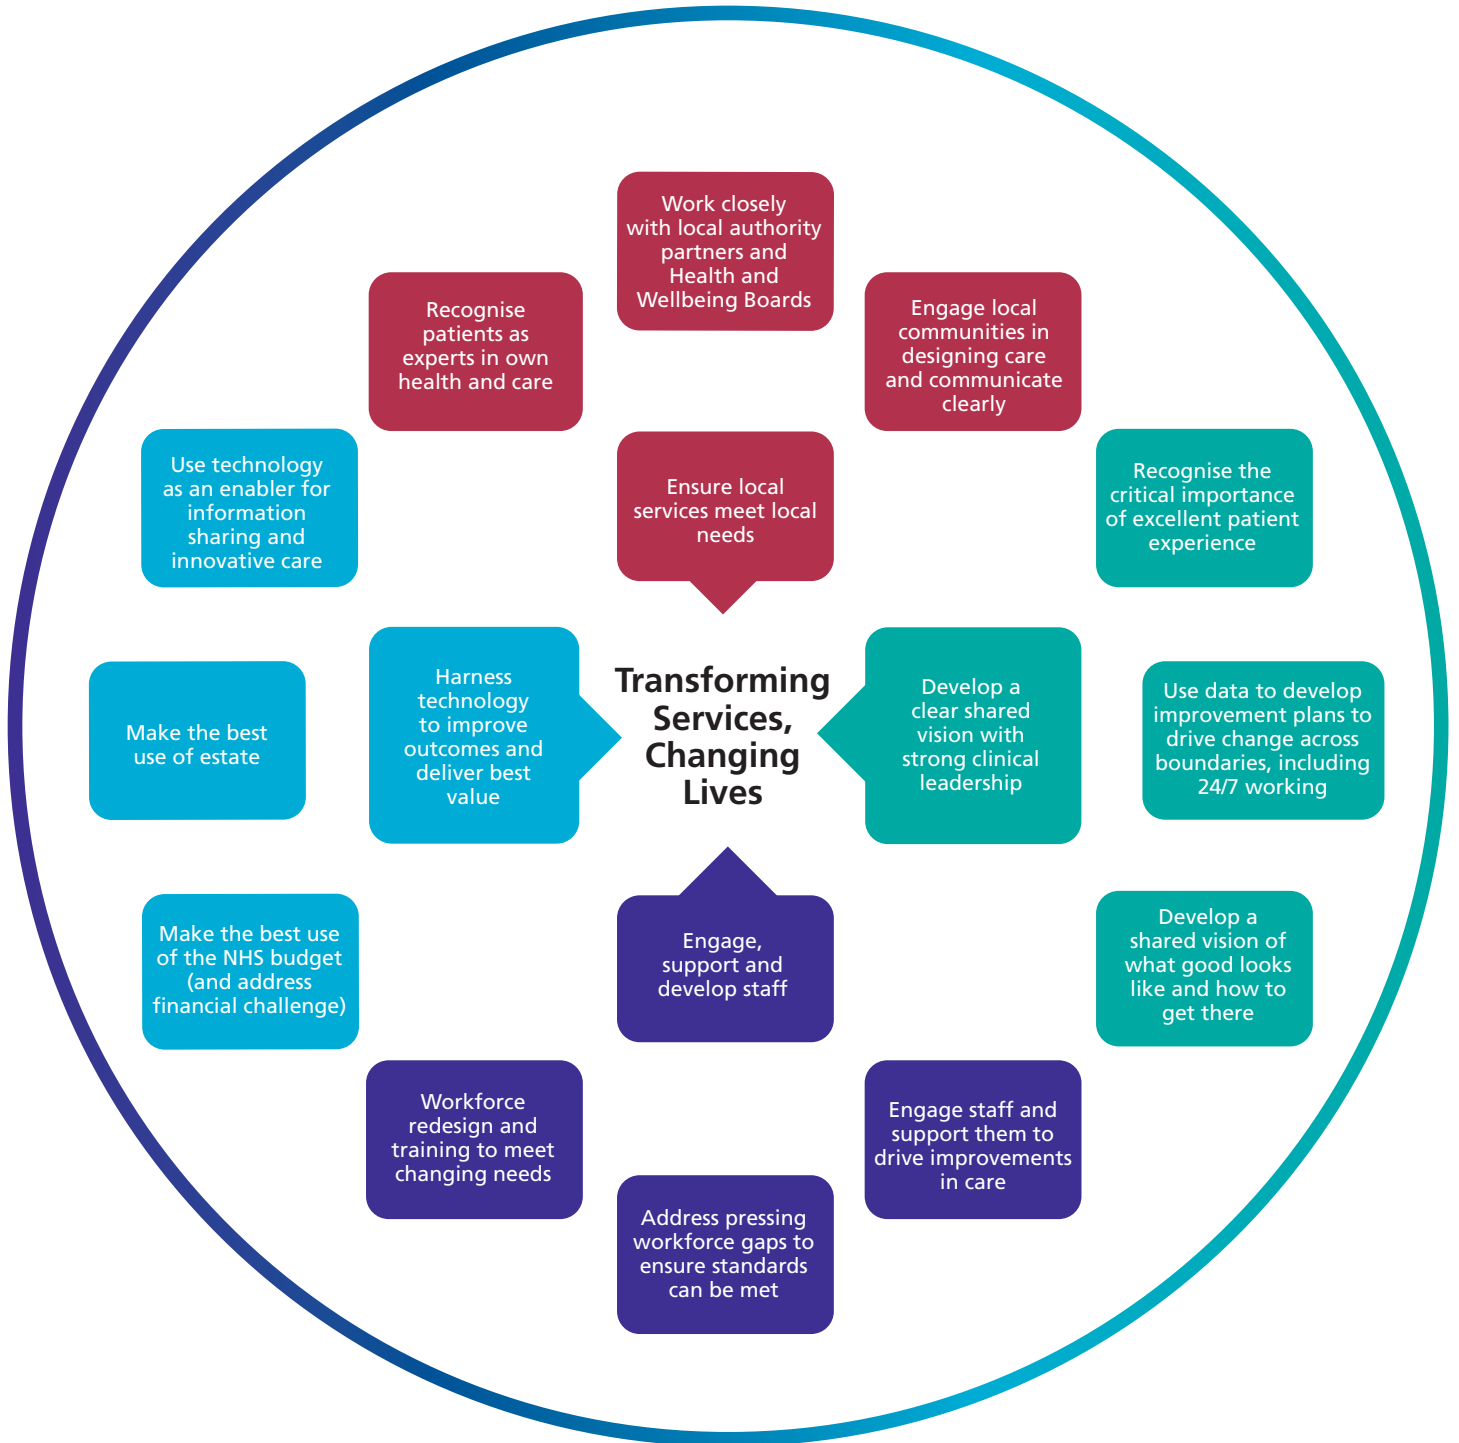 Work closely
with local authority
partners and
Health and
Wellbeing Boards
Recognise
patients as
experts in own
health and care
Engage local
communities in
designing care
and communicate
clearly
Use technology
as an enabler for
information
sharing and
innovative care
Ensure local
services meet local
needs
Recognise the
critical importance
of excellent patient
experience
Make the best
use of estate
Harness
technology
to improve
outcomes and
deliver best
value
Transforming
Services,
Changing
Lives
Develop a
clear shared
vision with
strong clinical
leadership
Use data to develop
improvement plans to
drive change across
boundaries, including
24/7 working
Make the best use
of the NHS budget
(and address
financial challenge)
Engage,
support and
develop staff
Develop a
shared vision of
what good looks
like and how to
get there
Workforce
redesign and
training to meet
changing needs
Engage staff and
support them to
drive improvements
in care
Address pressing
workforce gaps to
ensure standards
can be met